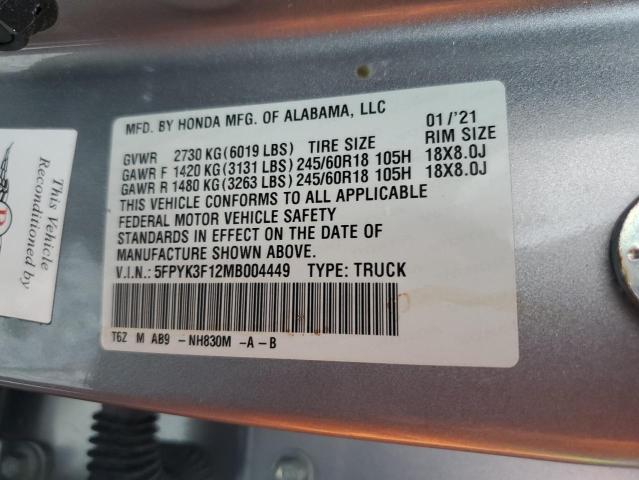 MFD. BY HONDA MFG. OF ALABAMA, LLC 01/'21
GVWR 2730 KG(6019 LBS) TIRE SIZE RIM SIZE
GAWR F 1420 KG(3131 LBS)245/60R18 105H 18X8.0J
GAWR R 1480 KG(3263 LBS)245/60R18 105H 18X8.0J
THIS VEHICLE CONFORMS TO ALL APPLICABLE
FEDERAL MOTOR VEHICLE SAFETY
STANDARDS IN EFFECT ON THE DATE OF
MANUFACTURE SHOWN ABOVE.
V.I.N.: 5FPYK3F12MB004449 TYPE: TRUCK
T6Z M AB9 -NH830M -A -B
This Vehicle
Reconditioned by